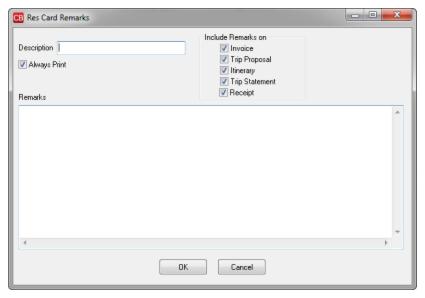 CB Res Card Remarks
Include Remarks on
Description
Invoice
Always Print
Trip Proposal
Itinerary
Trip Statement
Receipt
Remarks
OK Cancel